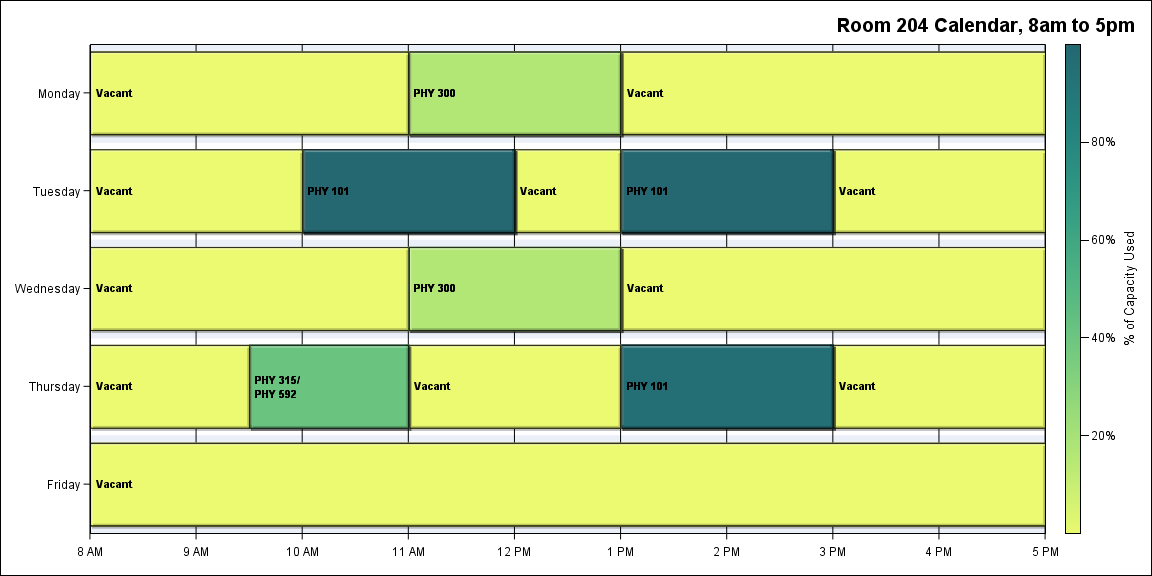 Room 204 Calendar, 8am to 5pm
Monday
Vacant
PHY 300
Vacant
80%
Tuesday
Vacant
PHY 101
Vacant
PHY 101
Vacant
60%
Wednesday
Vacant
PHY 300
Vacant
% of Capacity Used
40%
Thursday
Vacant
PHY 315/
PHY 592
Vacant
PHY 101
Vacant
20%
Friday
Vacant
8 AM
9 AM
10 AM
11 AM
12 PM
1 PM
2 PM
3 PM
4 PM
5 PM